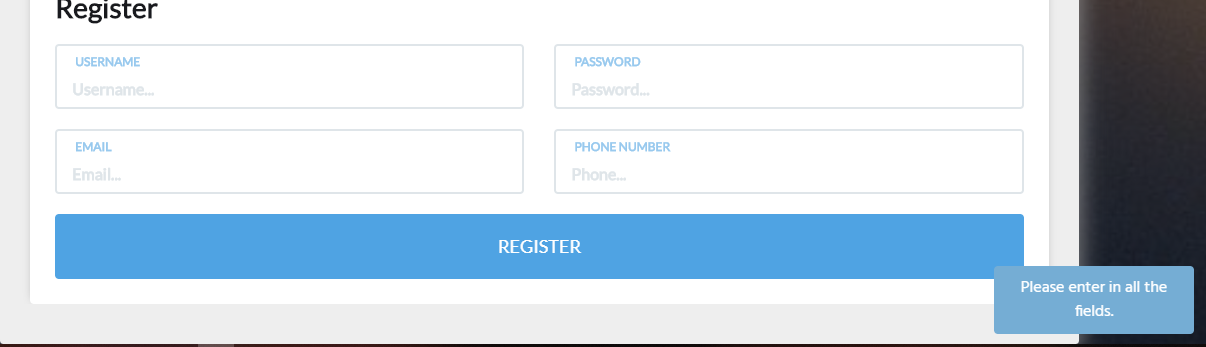 Register
USERNAME
Username...
PASSWORD
Password...
EMAIL
Email...
PHONE NUMBER
Phone...
REGISTER
Please enter in all the
fields.